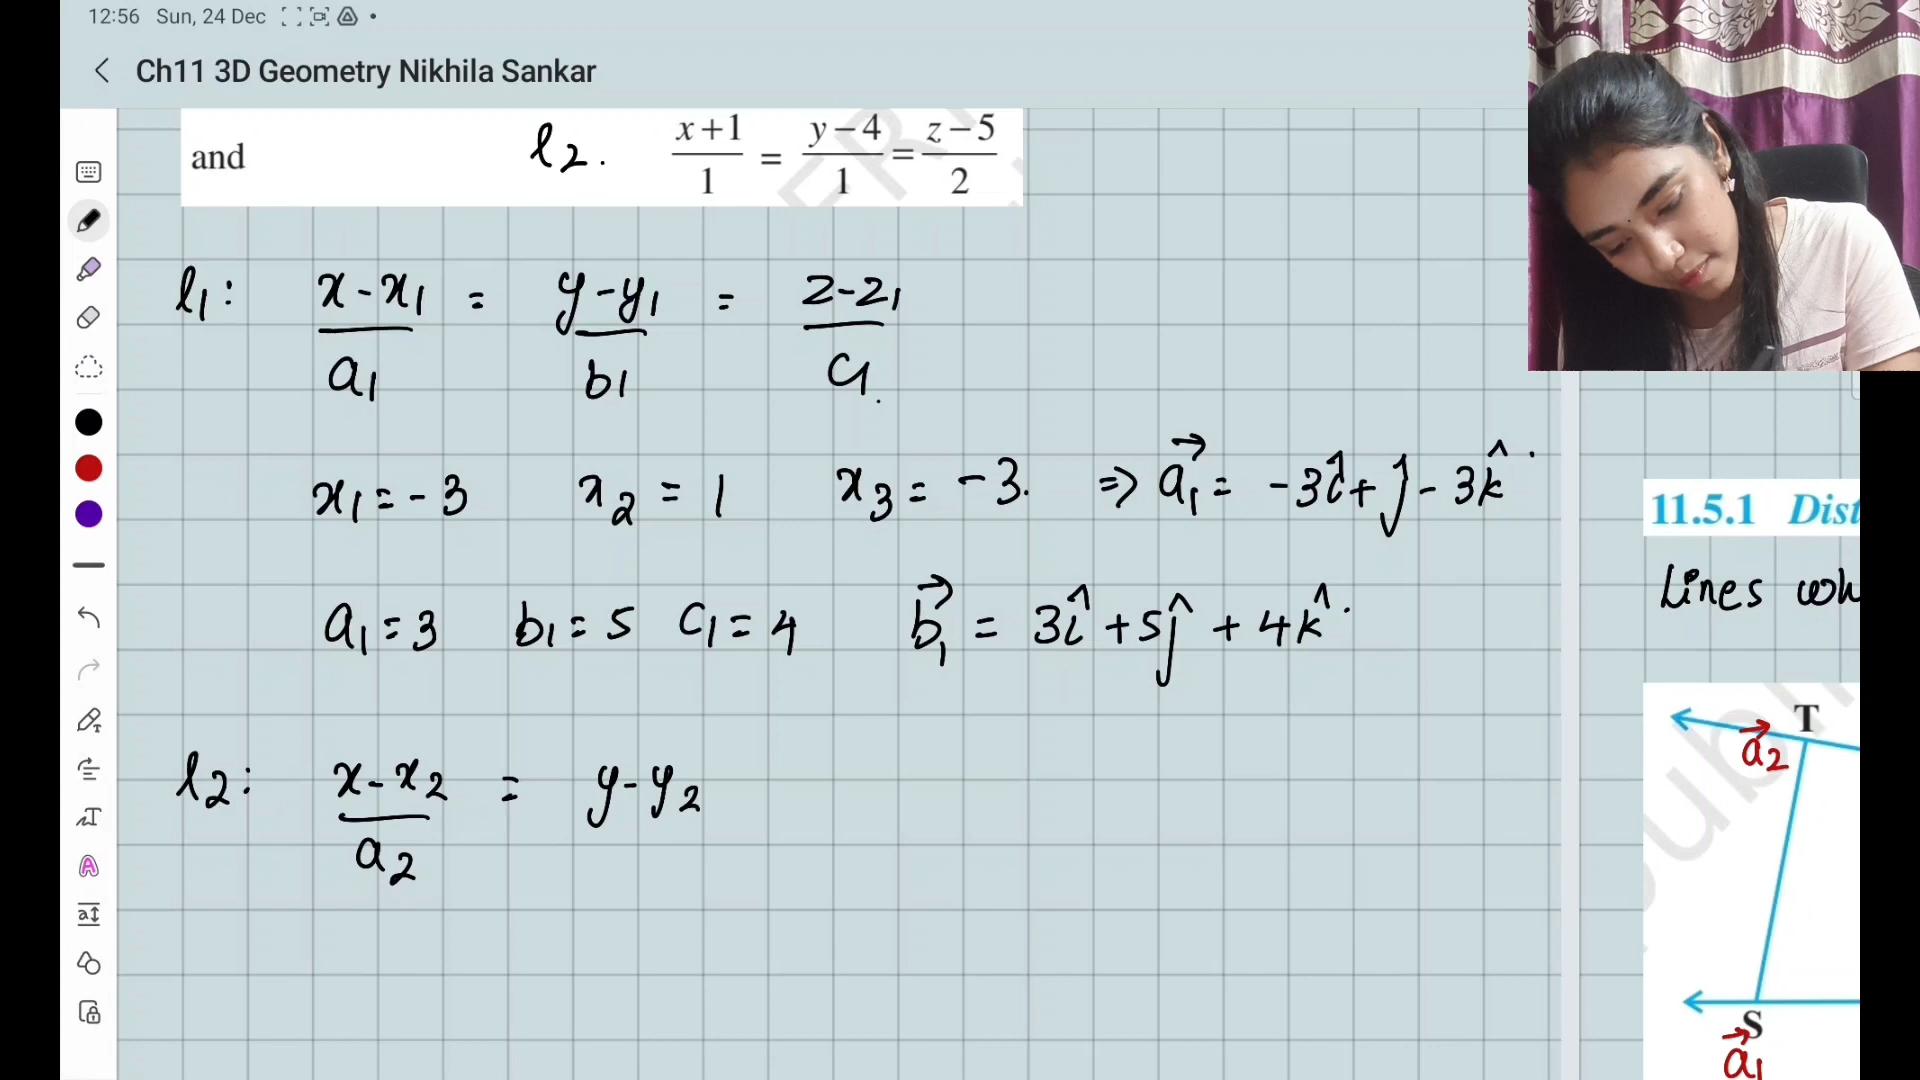 12:56 Sun, 24 Dec
Ch11 3D Geometry Nikhila Sankar
and l2. x+1/1 = y−4/1 = z−5/2
l1: x-x1/a1 = y-y1/b1 = z-z1/c1.
x1 = -3 x2 = 1 x3 = -3. ⇒ a⃗1 = -3î + ĵ - 3k̂.
a1 = 3 b1 = 5 c1 = 4 b⃗1 = 3î + 5ĵ + 4k̂.
l2: x-x2/a2 = y-y2
11.5.1 Dist
Lines wh
T
a⃗2
S
a⃗1